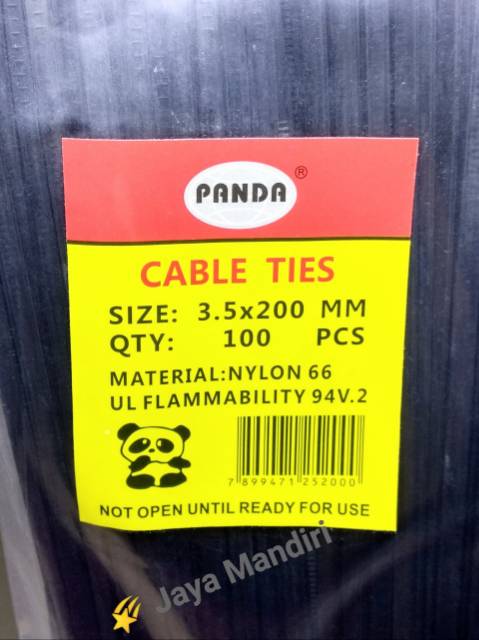 PANDA®
CABLE TIES
SIZE: 3.5x200 MM
QTY: 100 PCS
MATERIAL:NYLON 66
UL FLAMMABILITY 94V.2
7 899471 252000
NOT OPEN UNTIL READY FOR USE
Jaya Mandiri